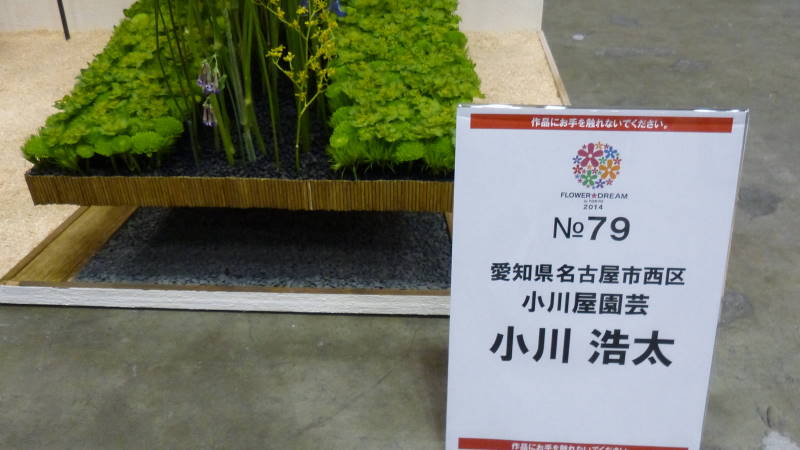 作品にお手を触れないでください。
FLOWER★DREAM
in TOKYO
2014
№79
愛知県名古屋市西区
小川屋園芸
小川 浩太
作品にお手を触れないでください